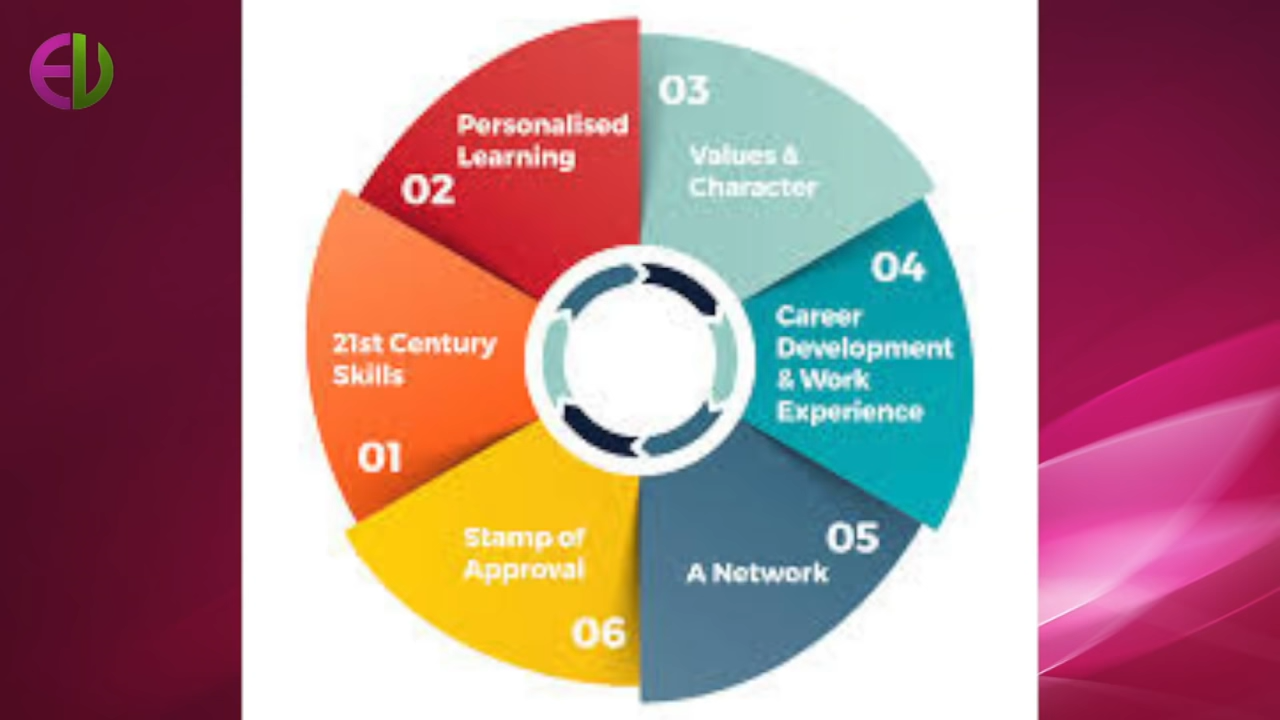 EU
Personalised
Learning
02
03
Values &
Character
04
Career
Development
& Work
Experience
21st Century
Skills
01
Stamp of
Approval
06
05
A Network